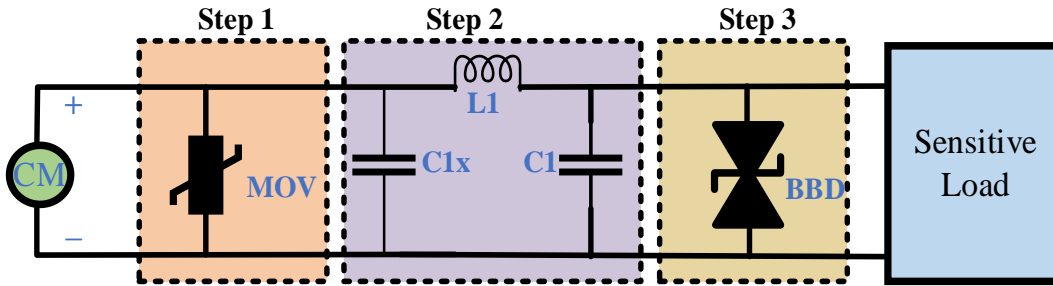 Step 1
Step 2
Step 3
+
CM
−
MOV
C1x
L1
C1
BBD
Sensitive
Load